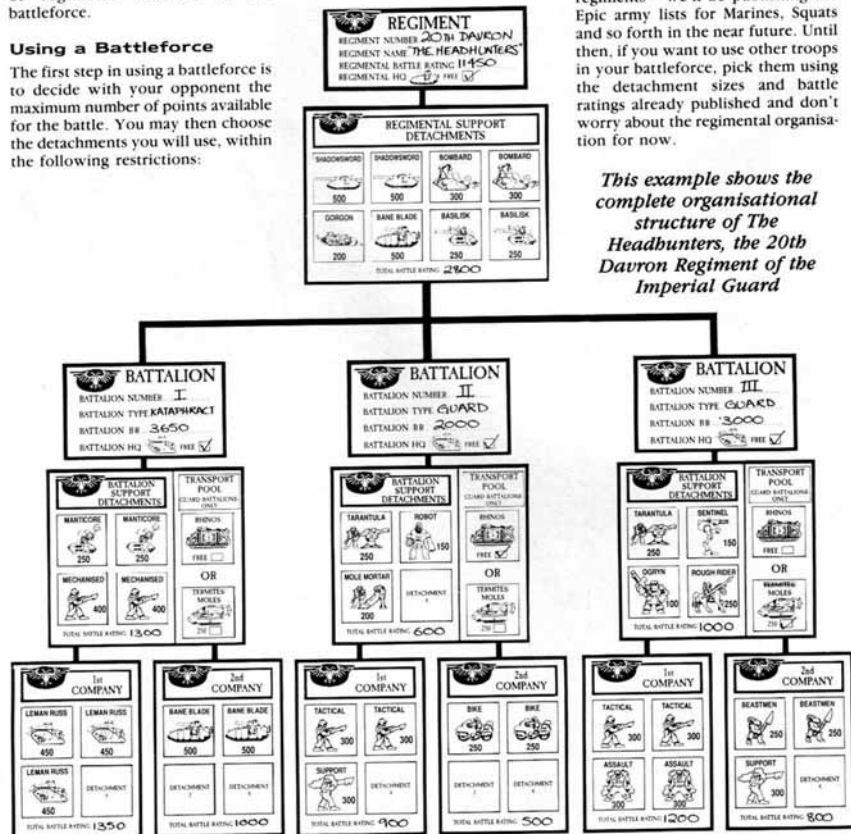 battleforce.
Using a Battleforce
The first step in using a battleforce is
to decide with your opponent the
maximum number of points available
for the battle. You may then choose
the detachments you will use, within
the following restrictions:
REGIMENT
REGIMENT NUMBER 20TH DAVRON
REGIMENT NAME "THE HEADHUNTERS"
REGIMENTAL BATTLE RATING 11450
REGIMENTAL HQ FREE
REGIMENTAL SUPPORT
DETACHMENTS
SHADOWSWORD SHADOWSWORD BOMBARD BOMBARD
500 500 300 300
GORGON BANE BLADE BASILISK BASILISK
200 500 250 250
TOTAL BATTLE RATING 2800
Epic army lists for Marines, Squats
and so forth in the near future. Until
then, if you want to use other troops
in your battleforce, pick them using
the detachment sizes and battle
ratings already published and don't
worry about the regimental organisa-
tion for now.
This example shows the
complete organisational
structure of The
Headhunters, the 20th
Davron Regiment of the
Imperial Guard
BATTALION
BATTALION NUMBER I
BATTALION TYPE KATAPHRACT
BATTALION BR 3650
BATTALION HQ FREE
BATTALION
SUPPORT
DETACHMENTS
MANTICORE MANTICORE
250 250
MECHANISED MECHANISED
400 400
TOTAL BATTLE RATING 1300
TRANSPORT
POOL
GUARD BATTALIONS
ONLY
RHINOS
FREE
OR
TERMITES
MOLES
250
1st
COMPANY
LEMAN RUSS LEMAN RUSS
450 450
LEMAN RUSS DETACHMENT
450
TOTAL BATTLE RATING 1350
2nd
COMPANY
BANE BLADE BANE BLADE
500 500
DETACHMENT DETACHMENT
TOTAL BATTLE RATING 1000
BATTALION
BATTALION NUMBER II
BATTALION TYPE GUARD
BATTALION BR 2000
BATTALION HQ FREE
BATTALION
SUPPORT
DETACHMENTS
TARANTULA ROBOT
250 150
MOLE MORTAR DETACHMENT
200
TOTAL BATTLE RATING 600
TRANSPORT
POOL
GUARD BATTALIONS
ONLY
RHINOS
FREE
OR
TERMITES
MOLES
250
1st
COMPANY
TACTICAL TACTICAL
300 300
SUPPORT DETACHMENT
300
TOTAL BATTLE RATING 900
2nd
COMPANY
BIKE BIKE
250 250
DETACHMENT DETACHMENT
TOTAL BATTLE RATING 500
BATTALION
BATTALION NUMBER III
BATTALION TYPE GUARD
BATTALION BR 3000
BATTALION HQ FREE
BATTALION
SUPPORT
DETACHMENTS
TARANTULA SENTINEL
250 150
OGRYN ROUGH RIDER
100 250
TOTAL BATTLE RATING 1000
TRANSPORT
POOL
GUARD BATTALIONS
ONLY
RHINOS
FREE
OR
TERMITES
MOLES
250
1st
COMPANY
TACTICAL TACTICAL
300 300
ASSAULT ASSAULT
300 300
TOTAL BATTLE RATING 1200
2nd
COMPANY
BEASTMEN BEASTMEN
250 250
SUPPORT DETACHMENT
300
TOTAL BATTLE RATING 800